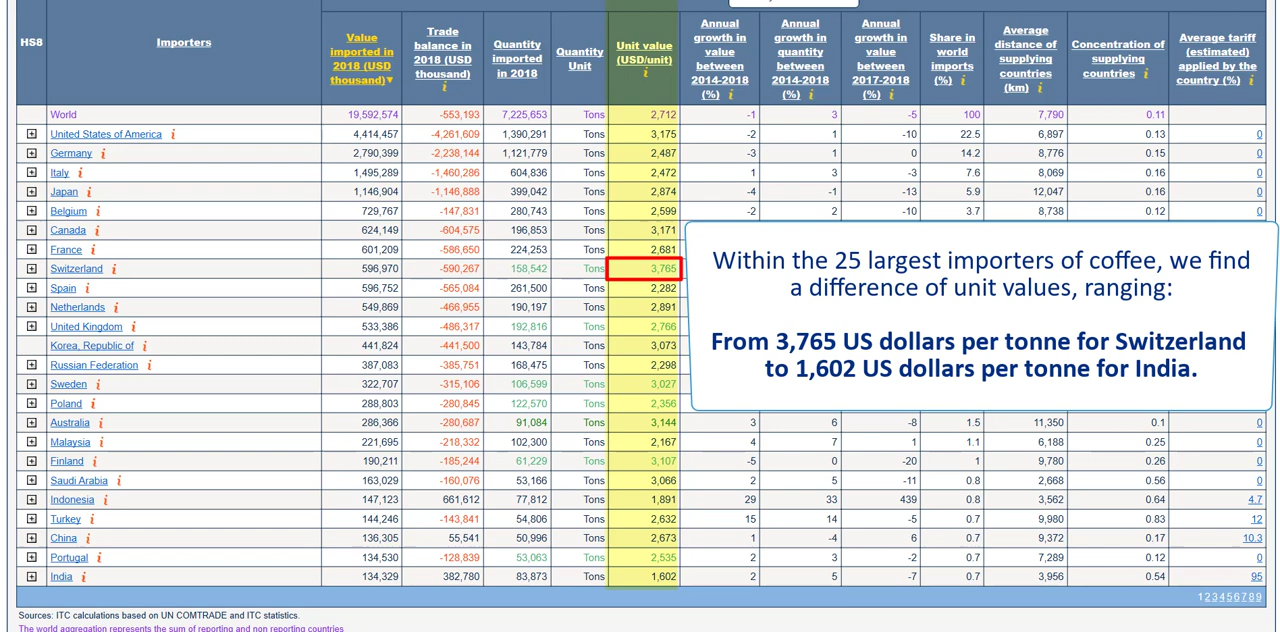 HS8 Importers Value imported in 2018 (USD thousand)▼ Trade balance in 2018 (USD thousand) i Quantity imported in 2018 Quantity Unit Unit value (USD/unit) i Annual growth in value between 2014-2018 (%) i Annual growth in quantity between 2014-2018 (%) i Annual growth in value between 2017-2018 (%) i Share in world imports (%) i Average distance of supplying countries (km) i Concentration of supplying countries i Average tariff (estimated) applied by the country (%) i
World 19,592,574 -553,193 7,225,653 Tons 2,712 -1 3 -5 100 7,790 0.11
United States of America i 4,414,457 -4,261,609 1,390,291 Tons 3,175 -2 1 -10 22.5 6,897 0.13 0
Germany i 2,790,399 -2,238,144 1,121,779 Tons 2,487 -3 1 0 14.2 8,776 0.15 0
Italy i 1,495,289 -1,460,286 604,836 Tons 2,472 1 3 -3 7.6 8,069 0.16 0
Japan i 1,146,904 -1,146,888 399,042 Tons 2,874 -4 -1 -13 5.9 12,047 0.16 0
Belgium i 729,767 -147,831 280,743 Tons 2,599 -2 2 -10 3.7 8,738 0.12 0
Canada i 624,149 -604,575 196,853 Tons 3,171
France i 601,209 -586,650 224,253 Tons 2,681
Switzerland i 596,970 -590,267 158,542 Tons 3,765
Spain i 596,752 -565,084 261,500 Tons 2,282
Netherlands i 549,869 -466,955 190,197 Tons 2,891
United Kingdom i 533,386 -486,317 192,816 Tons 2,766
Korea, Republic of i 441,824 -441,500 143,784 Tons 3,073
Russian Federation i 387,083 -385,751 168,475 Tons 2,298
Sweden i 322,707 -315,106 106,599 Tons 3,027
Poland i 288,803 -280,845 122,570 Tons 2,356
Within the 25 largest importers of coffee, we find
a difference of unit values, ranging:
From 3,765 US dollars per tonne for Switzerland
to 1,602 US dollars per tonne for India.
Australia i 286,366 -280,687 91,084 Tons 3,144 3 6 -8 1.5 11,350 0.1 0
Malaysia i 221,695 -218,332 102,300 Tons 2,167 4 7 1 1.1 6,188 0.25 0
Finland i 190,211 -185,244 61,229 Tons 3,107 -5 0 -20 1 9,780 0.26 0
Saudi Arabia i 163,029 -160,076 53,166 Tons 3,066 2 5 -11 0.8 2,668 0.56 0
Indonesia i 147,123 661,612 77,812 Tons 1,891 29 33 439 0.8 3,562 0.64 4.7
Turkey i 144,246 -143,841 54,806 Tons 2,632 15 14 -5 0.7 9,980 0.83 12
China i 136,305 55,541 50,996 Tons 2,673 1 -4 6 0.7 9,372 0.17 10.3
Portugal i 134,530 -128,839 53,063 Tons 2,535 2 3 -2 0.7 7,289 0.12 0
India i 134,329 382,780 83,873 Tons 1,602 2 5 -7 0.7 3,956 0.54 95
1 2 3 4 5 6 7 8 9
Sources: ITC calculations based on UN COMTRADE and ITC statistics.
The world aggregation represents the sum of reporting and non reporting countries